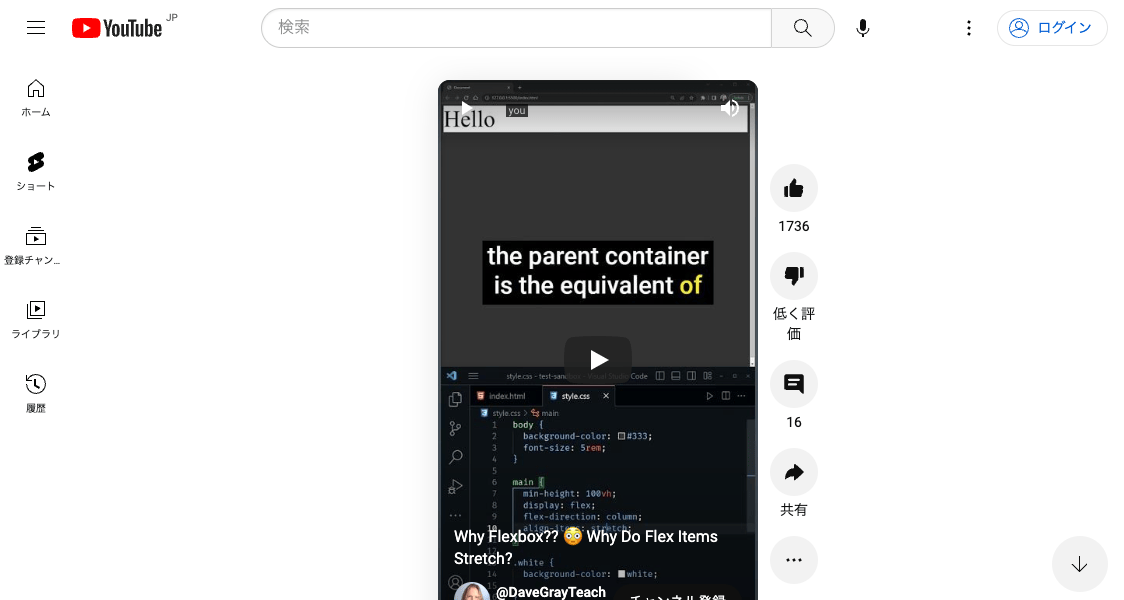 YouTube JP
検索
ログイン
ホーム
ショート
登録チャン...
ライブラリ
履歴
Hello
you
the parent container
is the equivalent of
style.css - test-sandbox - Visual Studio Code
index.html
style.css
style.css > main
1 body {
2 background-color: #333;
3 font-size: 5rem;
4 }
5
6 main {
7 min-height: 100vh;
8 display: flex;
9 flex-direction: column;
10 align-items: stretch;
.white {
14 background-color: white;
Why Flexbox?? 😳 Why Do Flex Items
Stretch?
@DaveGrayTeach
チャンネル登録
1736
低く評
価
16
共有